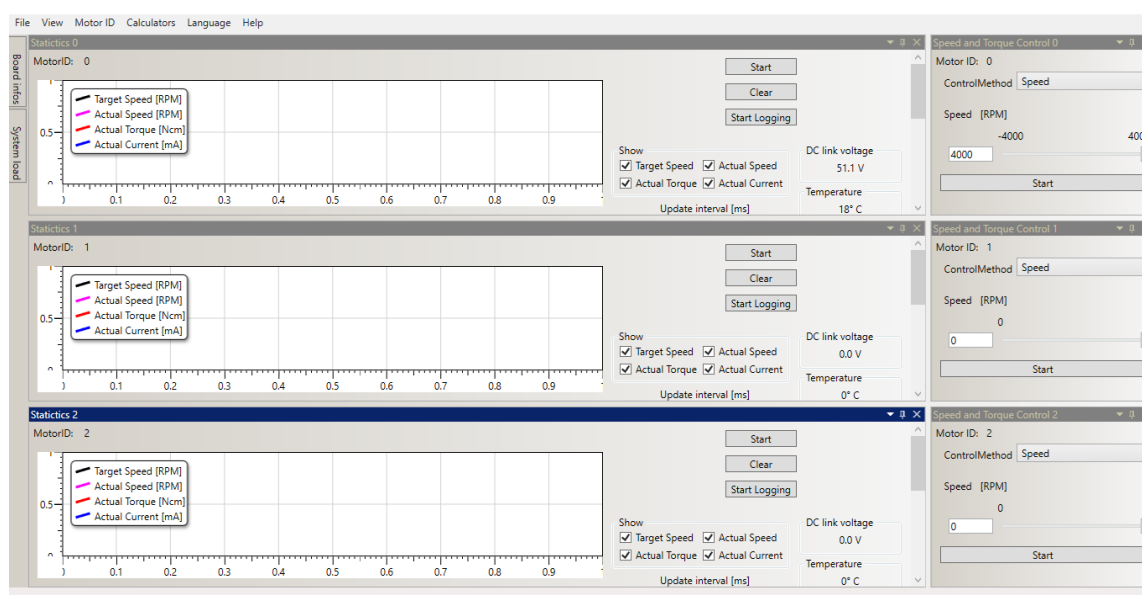 File View Motor ID Calculators Language Help
Board infos
System load
Statictics 0
MotorID: 0
Target Speed [RPM]
Actual Speed [RPM]
Actual Torque [Ncm]
Actual Current [mA]
0.5
0.1 0.2 0.3 0.4 0.5 0.6 0.7 0.8 0.9
Start
Clear
Start Logging
Show
Target Speed Actual Speed
Actual Torque Actual Current
Update interval [ms]
DC link voltage
51.1 V
Temperature
18° C
Speed and Torque Control 0
Motor ID: 0
ControlMethod Speed
Speed [RPM]
-4000 400
4000
Start
Statictics 1
MotorID: 1
Target Speed [RPM]
Actual Speed [RPM]
Actual Torque [Ncm]
Actual Current [mA]
0.5
0.1 0.2 0.3 0.4 0.5 0.6 0.7 0.8 0.9
Start
Clear
Start Logging
Show
Target Speed Actual Speed
Actual Torque Actual Current
Update interval [ms]
DC link voltage
0.0 V
Temperature
0° C
Speed and Torque Control 1
Motor ID: 1
ControlMethod Speed
Speed [RPM]
0
0
Start
Statictics 2
MotorID: 2
Target Speed [RPM]
Actual Speed [RPM]
Actual Torque [Ncm]
Actual Current [mA]
0.5
0.1 0.2 0.3 0.4 0.5 0.6 0.7 0.8 0.9
Start
Clear
Start Logging
Show
Target Speed Actual Speed
Actual Torque Actual Current
Update interval [ms]
DC link voltage
0.0 V
Temperature
0° C
Speed and Torque Control 2
Motor ID: 2
ControlMethod Speed
Speed [RPM]
0
0
Start